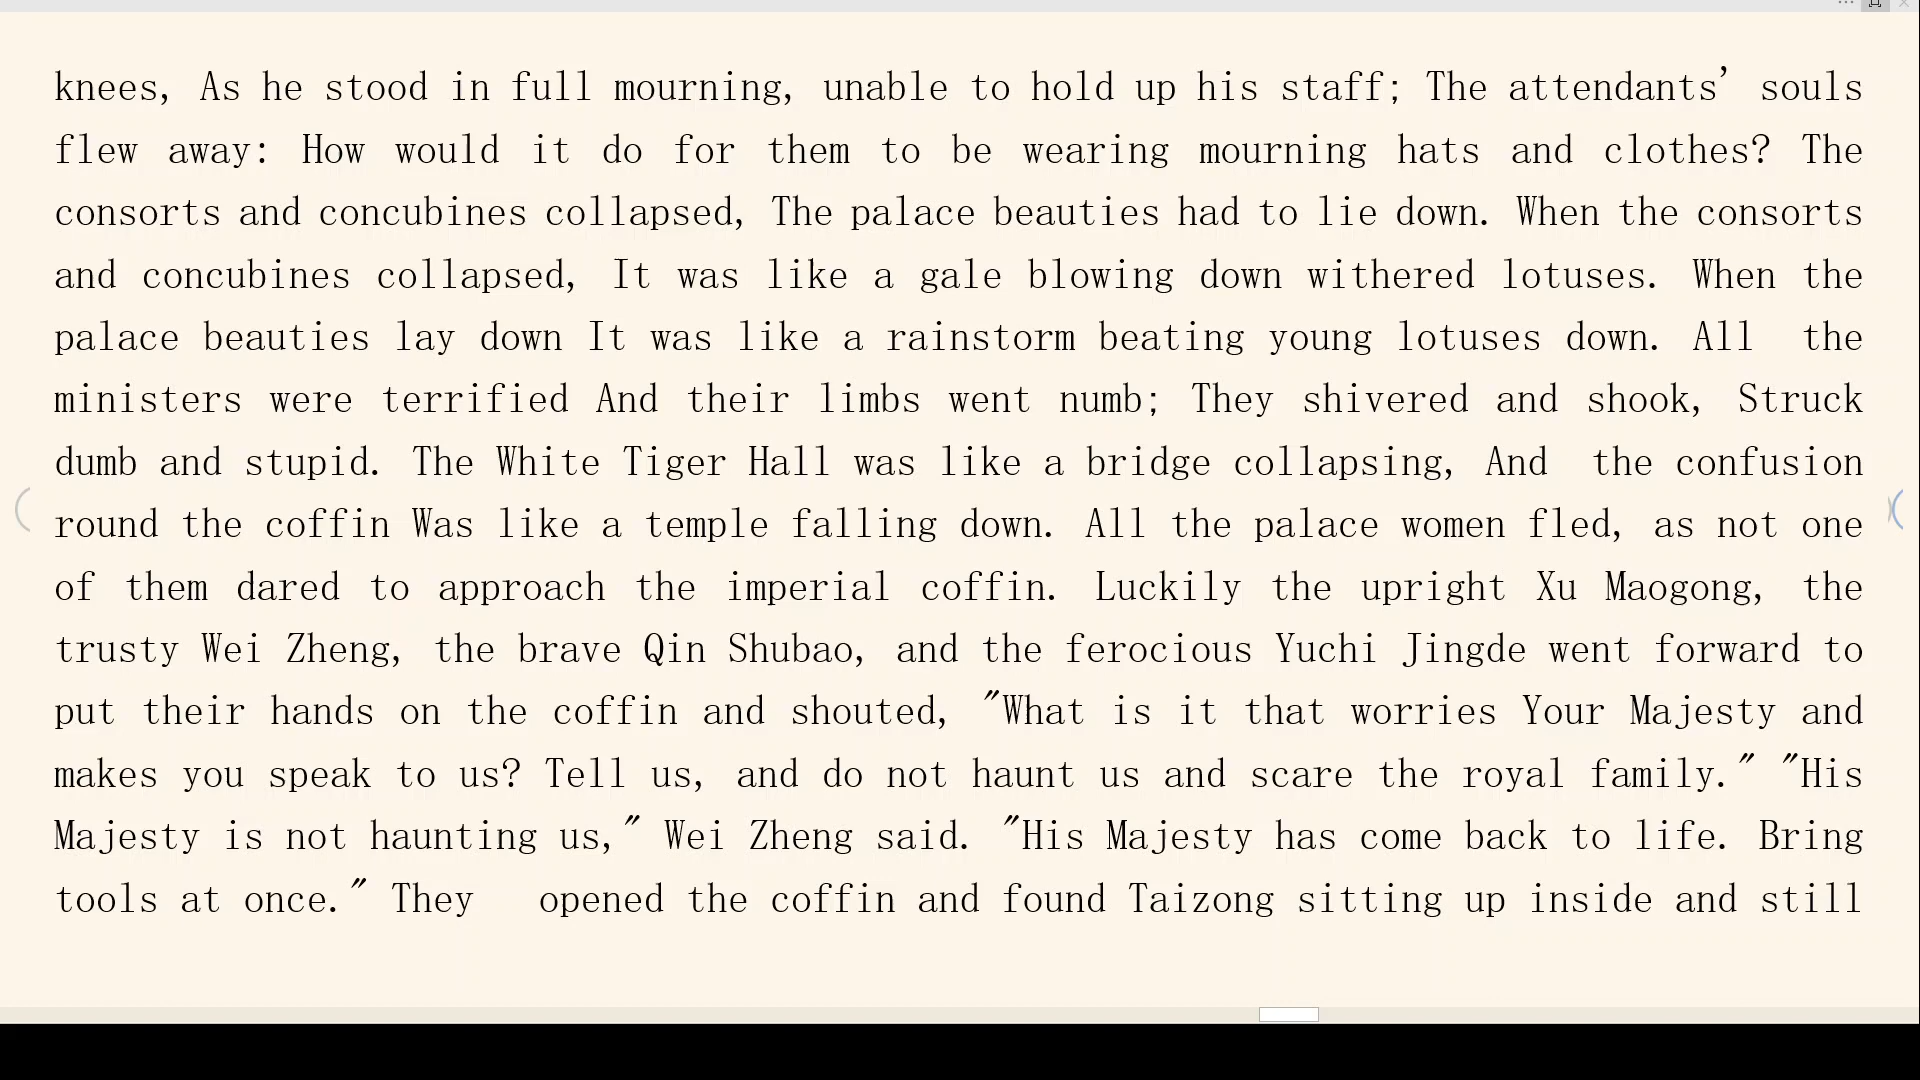 knees, As he stood in full mourning, unable to hold up his staff; The attendants’ souls
flew away: How would it do for them to be wearing mourning hats and clothes? The
consorts and concubines collapsed, The palace beauties had to lie down. When the consorts
and concubines collapsed, It was like a gale blowing down withered lotuses. When the
palace beauties lay down It was like a rainstorm beating young lotuses down. All the
ministers were terrified And their limbs went numb; They shivered and shook, Struck
dumb and stupid. The White Tiger Hall was like a bridge collapsing, And the confusion
round the coffin Was like a temple falling down. All the palace women fled, as not one
of them dared to approach the imperial coffin. Luckily the upright Xu Maogong, the
trusty Wei Zheng, the brave Qin Shubao, and the ferocious Yuchi Jingde went forward to
put their hands on the coffin and shouted, "What is it that worries Your Majesty and
makes you speak to us? Tell us, and do not haunt us and scare the royal family." "His
Majesty is not haunting us," Wei Zheng said. "His Majesty has come back to life. Bring
tools at once." They opened the coffin and found Taizong sitting up inside and still